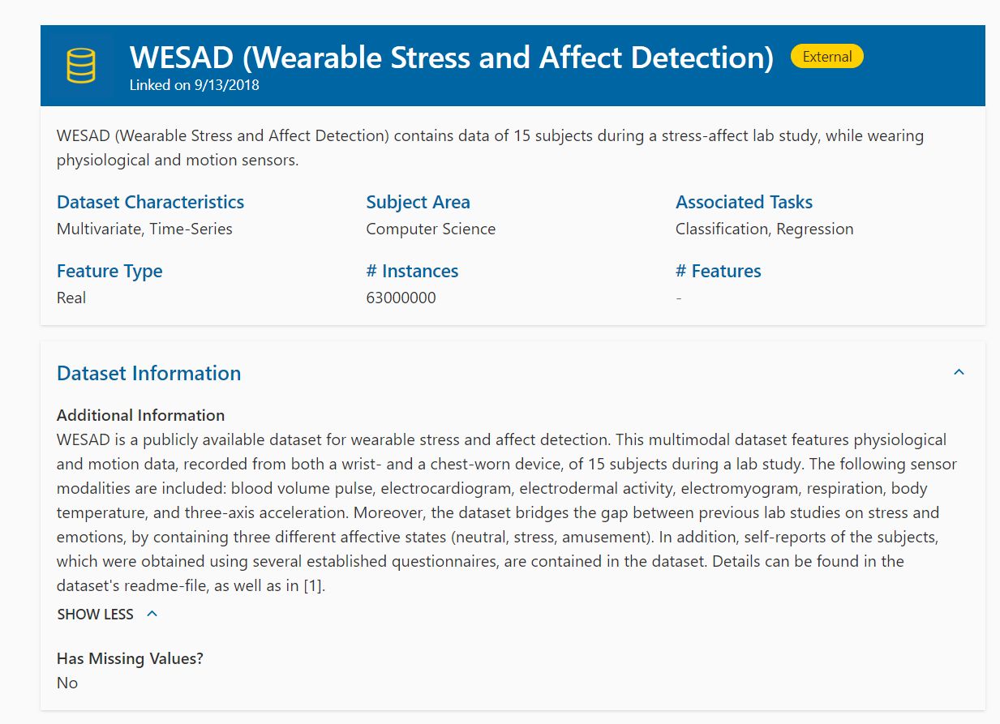 WESAD (Wearable Stress and Affect Detection) External
Linked on 9/13/2018
WESAD (Wearable Stress and Affect Detection) contains data of 15 subjects during a stress-affect lab study, while wearing
physiological and motion sensors.
Dataset Characteristics
Multivariate, Time-Series
Subject Area
Computer Science
Associated Tasks
Classification, Regression
Feature Type
Real
# Instances
63000000
# Features
-
Dataset Information
Additional Information
WESAD is a publicly available dataset for wearable stress and affect detection. This multimodal dataset features physiological
and motion data, recorded from both a wrist- and a chest-worn device, of 15 subjects during a lab study. The following sensor
modalities are included: blood volume pulse, electrocardiogram, electrodermal activity, electromyogram, respiration, body
temperature, and three-axis acceleration. Moreover, the dataset bridges the gap between previous lab studies on stress and
emotions, by containing three different affective states (neutral, stress, amusement). In addition, self-reports of the subjects,
which were obtained using several established questionnaires, are contained in the dataset. Details can be found in the
dataset's readme-file, as well as in [1].
SHOW LESS
Has Missing Values?
No